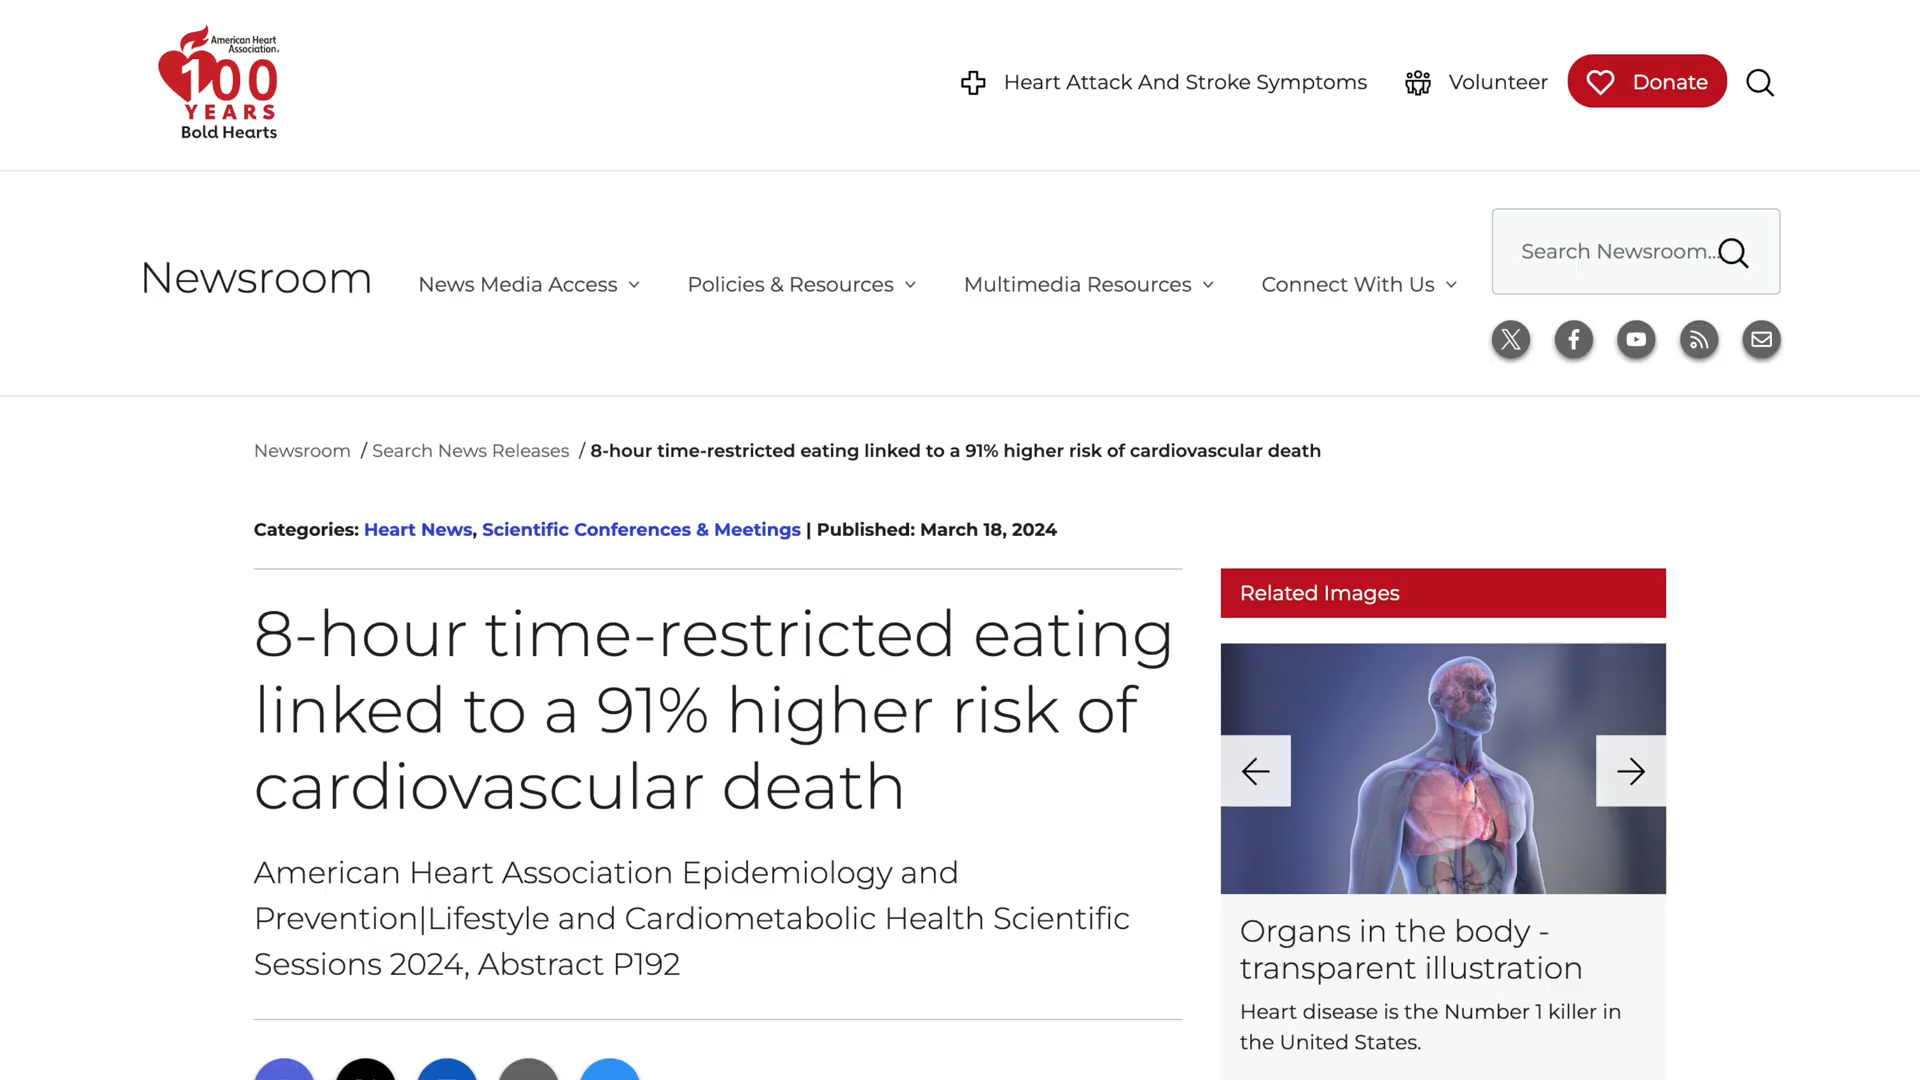 American Heart
Association.
100
YEARS
Bold Hearts
Heart Attack And Stroke Symptoms
Volunteer
Donate
Newsroom
News Media Access
Policies & Resources
Multimedia Resources
Connect With Us
Search Newsroom...
Newsroom / Search News Releases / 8-hour time-restricted eating linked to a 91% higher risk of cardiovascular death
Categories: Heart News, Scientific Conferences & Meetings | Published: March 18, 2024
8-hour time-restricted eating
linked to a 91% higher risk of
cardiovascular death
American Heart Association Epidemiology and
Prevention|Lifestyle and Cardiometabolic Health Scientific
Sessions 2024, Abstract P192
Related Images
Organs in the body -
transparent illustration
Heart disease is the Number 1 killer in
the United States.